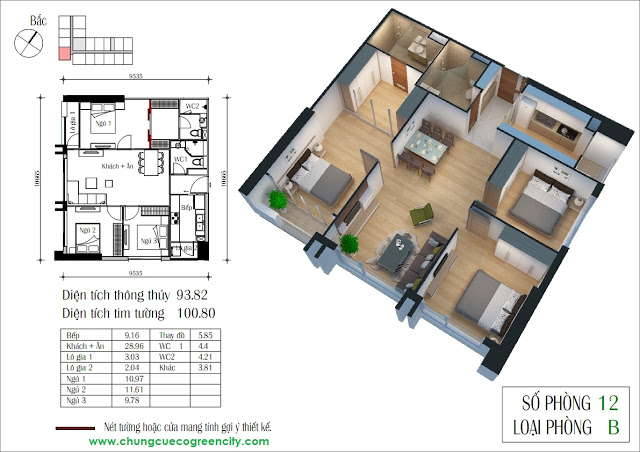 Bắc
9535
10665
10665
Lô gia 1
Ngủ 1
WC2
Khách + Ăn
WC1
Bếp
Ngủ 2
Ngủ 3
Lô gia 2
9535
Diện tích thông thủy 93.82
Diện tích tim tường 100.80
Bếp 9.16 Thay đồ 5.85
Khách + Ăn 28.96 WC 1 4.4
Lô gia 1 3.03 WC2 4.21
Lô gia 2 2.04 Khác 3.81
Ngủ 1 10.97
Ngủ 2 11.61
Ngủ 3 9.78
Nét tường hoặc cửa mang tính gợi ý thiết kế.
www.chungcuecogreencity.com
SỐ PHÒNG 12
LOẠI PHÒNG B